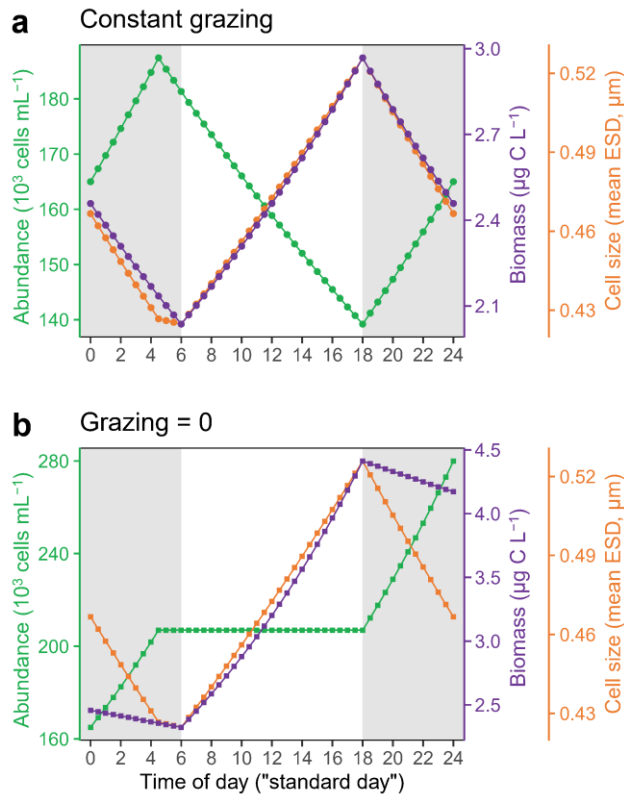 a Constant grazing
Abundance (10³ cells mL⁻¹)
180
170
160
150
140
Biomass (µg C L⁻¹)
3.0
2.7
2.4
2.1
Cell size (mean ESD, µm)
0.52
0.49
0.46
0.43
0 2 4 6 8 10 12 14 16 18 20 22 24
b Grazing = 0
Abundance (10³ cells mL⁻¹)
280
240
200
160
Biomass (µg C L⁻¹)
4.5
4.2
3.5
3.0
2.5
Cell size (mean ESD, µm)
0.52
0.49
0.46
0.43
0 2 4 6 8 10 12 14 16 18 20 22 24
Time of day ("standard day")